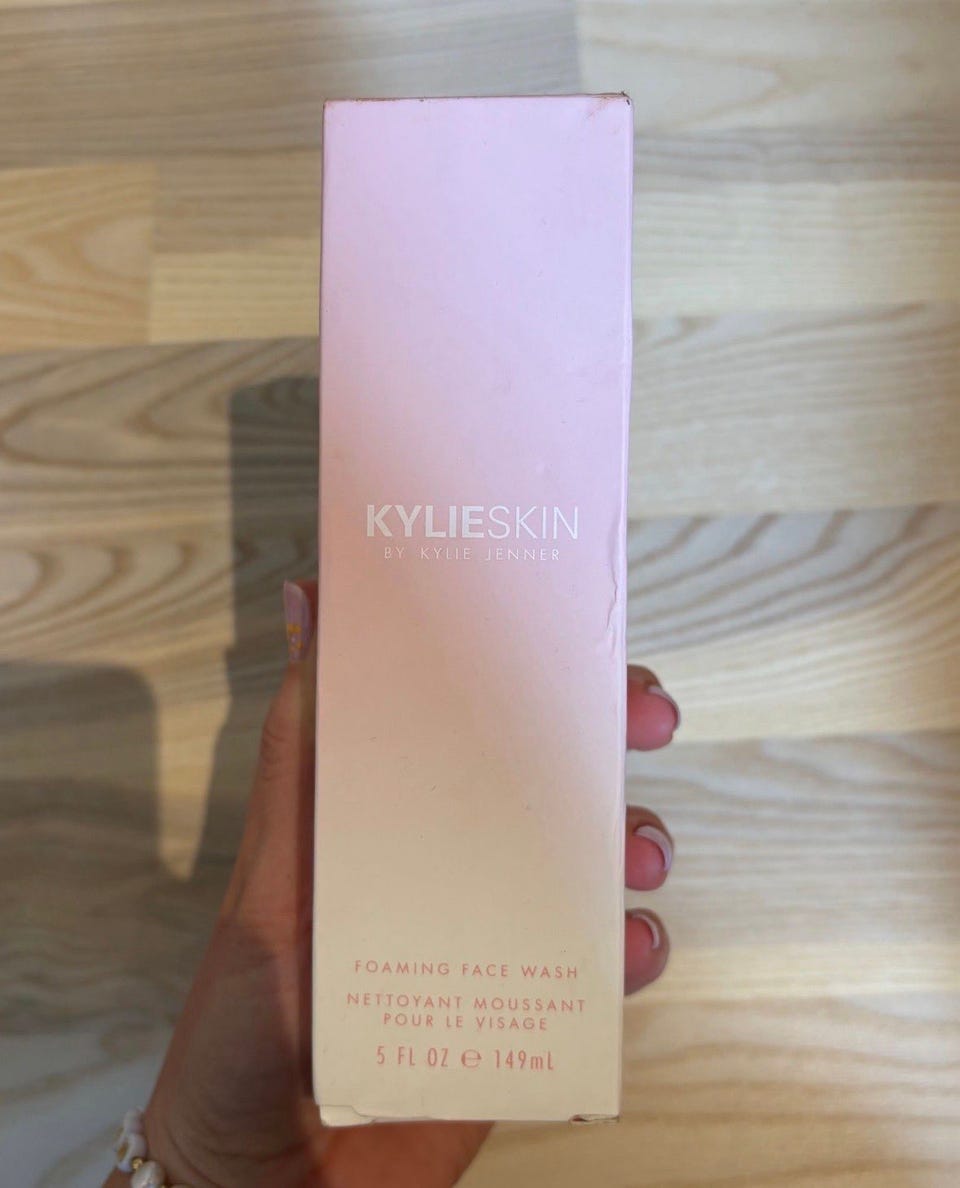 KYLIESKIN
BY KYLIE JENNER
FOAMING FACE WASH
NETTOYANT MOUSSANT
POUR LE VISAGE
5 FL OZ ℮ 149mL